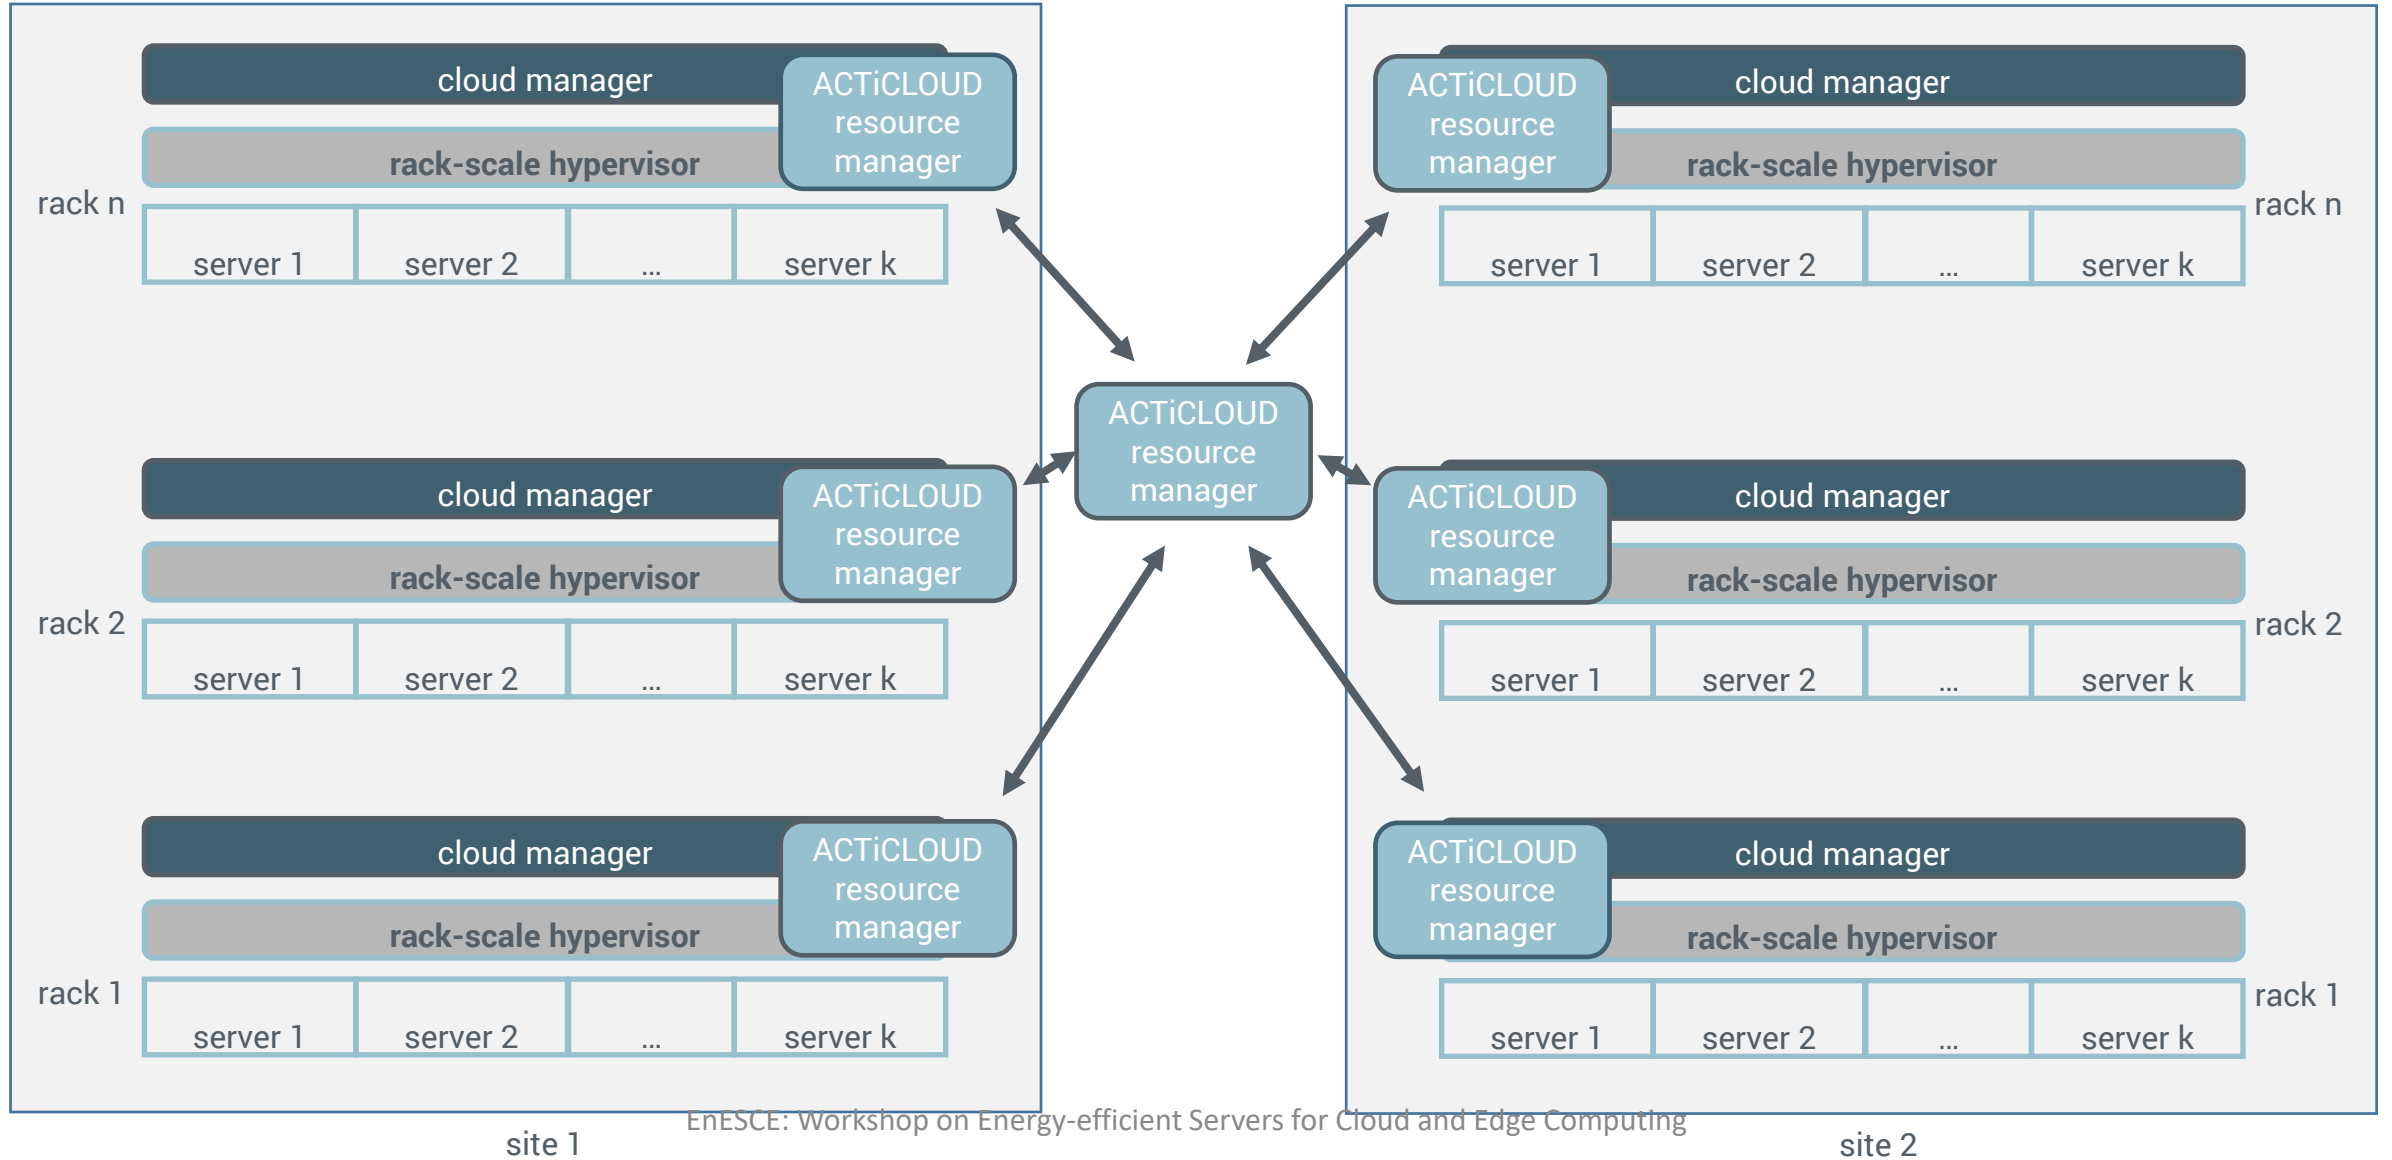 cloud manager
ACTiCLOUD
resource
manager
rack-scale hypervisor
rack n
server 1
server 2
...
server k
cloud manager
ACTiCLOUD
resource
manager
rack-scale hypervisor
rack 2
server 1
server 2
...
server k
cloud manager
ACTiCLOUD
resource
manager
rack-scale hypervisor
rack 1
server 1
server 2
...
server k
site 1
ACTiCLOUD
resource
manager
ACTiCLOUD
resource
manager
cloud manager
rack-scale hypervisor
rack n
server 1
server 2
...
server k
ACTiCLOUD
resource
manager
cloud manager
rack-scale hypervisor
rack 2
server 1
server 2
...
server k
ACTiCLOUD
resource
manager
cloud manager
rack-scale hypervisor
rack 1
server 1
server 2
...
server k
site 2
EnESCE: Workshop on Energy-efficient Servers for Cloud and Edge Computing